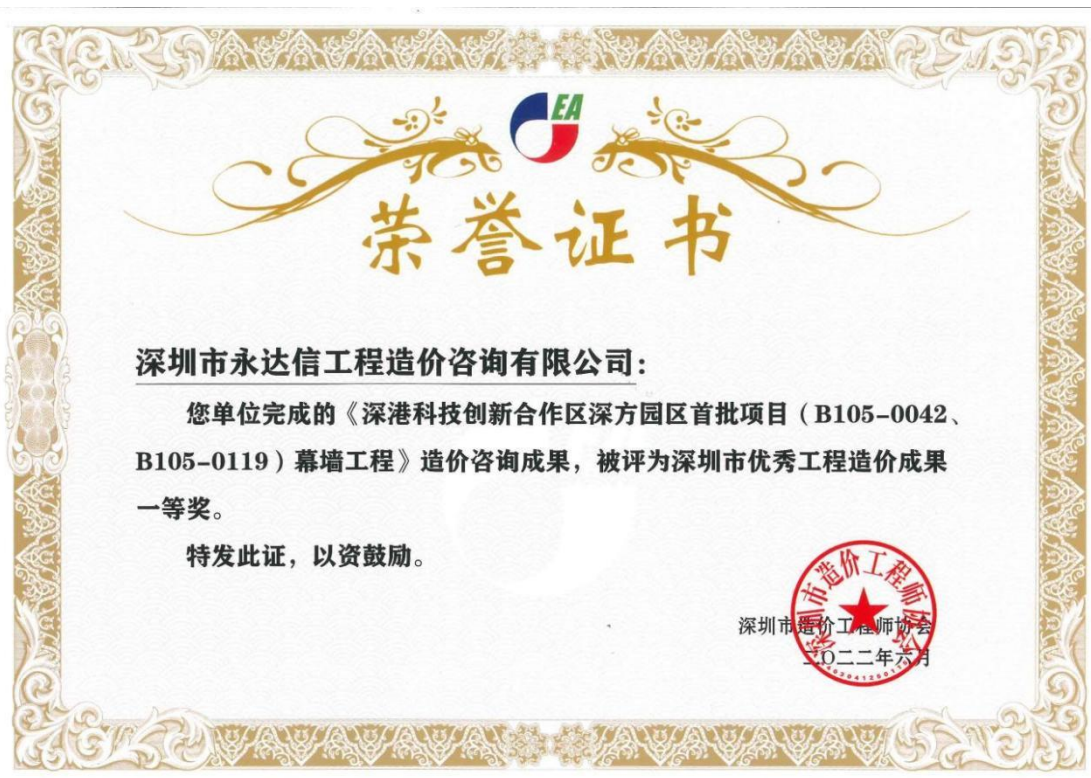 EA
荣誉证书
深圳市永达信工程造价咨询有限公司：
您单位完成的《深港科技创新合作区深方园区首批项目（B105-0042、
B105-0119）幕墙工程》造价咨询成果，被评为深圳市优秀工程造价成果
一等奖。
特发此证，以资鼓励。
深圳市造价工程师协会
深圳市造价工程师协会
二〇二二年六月